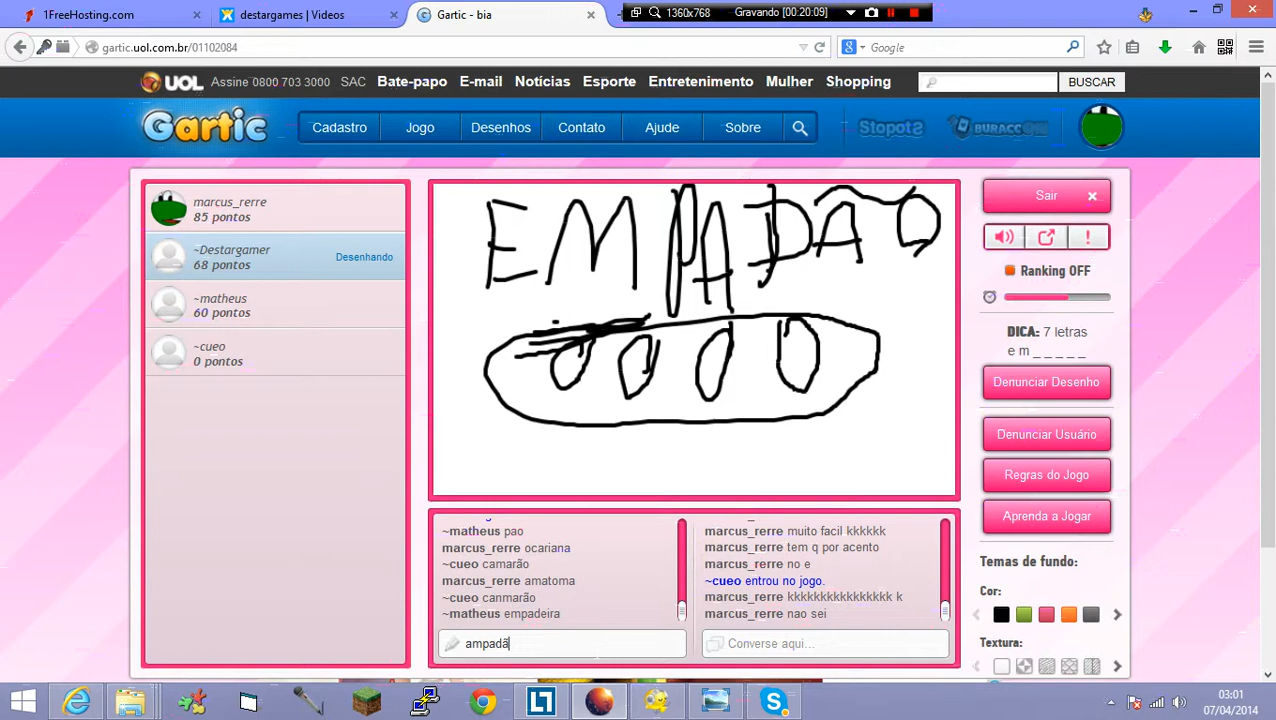 1FreeHosting.com
destargames | Vídeos
Gartic - bia
1360x768
Gravando [00:20:09]
gartic.uol.com.br/01102084
Google
UOL
Assine 0800 703 3000
SAC
Bate-papo
E-mail
Notícias
Esporte
Entretenimento
Mulher
Shopping
BUSCAR
Gartic
Cadastro
Jogo
Desenhos
Contato
Ajude
Sobre
StopotS
BURACO
marcus_rerre
85 pontos
~Destargamer
68 pontos
Desenhando
~matheus
60 pontos
~cueo
0 pontos
EMPADÃO
Sair
Ranking OFF
DICA: 7 letras
e m _ _ _ _ _
Denunciar Desenho
Denunciar Usuário
Regras do Jogo
Aprenda a Jogar
Temas de fundo:
Cor:
Textura:
~matheus pao
marcus_rerre ocariana
~cueo camarão
marcus_rerre amatoma
~cueo canmarão
~matheus empadeira
ampadã
marcus_rerre muito facil kkkkkk
marcus_rerre tem q por acento
marcus_rerre no e
~cueo entrou no jogo.
marcus_rerre kkkkkkkkkkkkkkkk k
marcus_rerre nao sei
Converse aqui...
03:01
07/04/2014